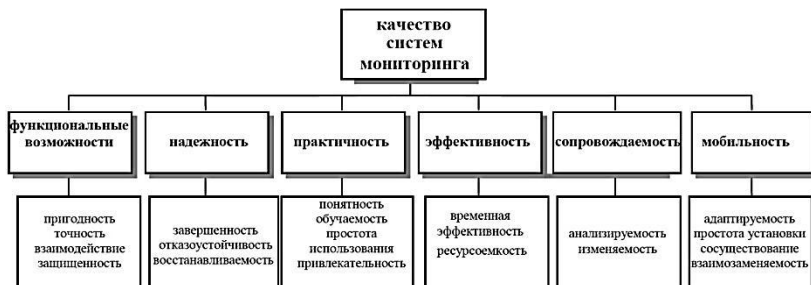 качество
систем
мониторинга
функциональные
возможности
надежность
практичность
эффективность
сопровождаемость
мобильность
пригодность
точность
взаимодействие
защищенность
завершенность
отказоустойчивость
восстанавливаемость
понятность
обучаемость
простота
использования
привлекательность
временная
эффективность
ресурсоемкость
анализируемость
изменяемость
адаптируемость
простота установки
сосуществование
взаимозаменяемость